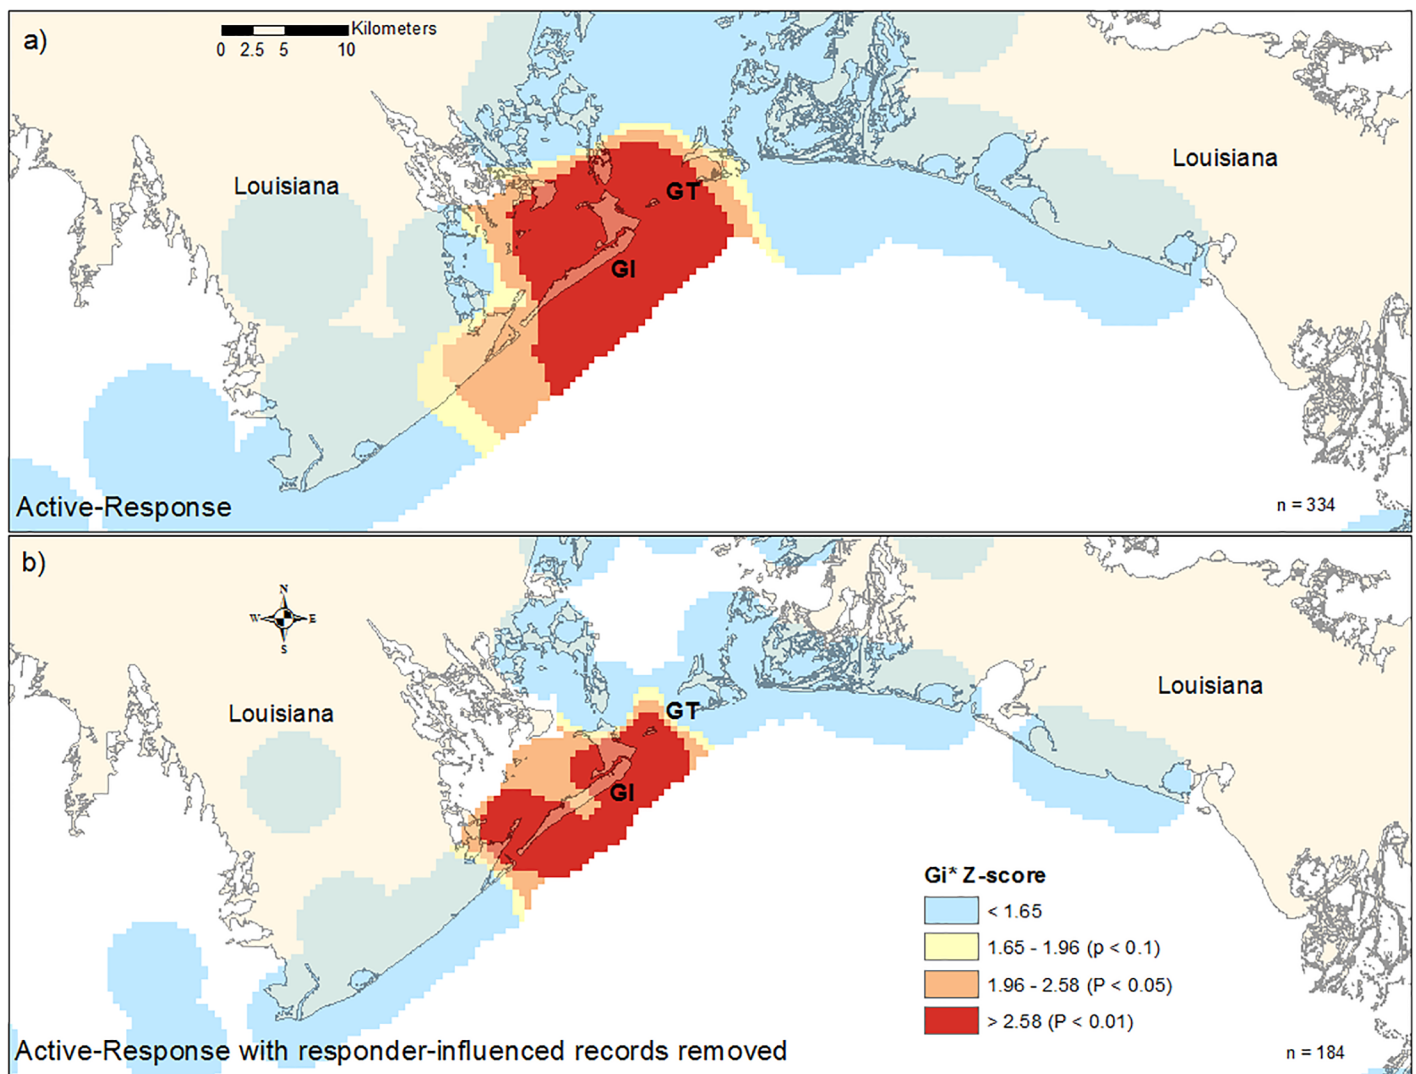 a)
Kilometers
0 2.5 5 10
Louisiana
Louisiana
GT
GI
Active-Response
n = 334
b)
N
W E
S
Louisiana
Louisiana
GT
GI
Gi* Z-score
< 1.65
1.65 - 1.96 (p < 0.1)
1.96 - 2.58 (P < 0.05)
> 2.58 (P < 0.01)
Active-Response with responder-influenced records removed
n = 184